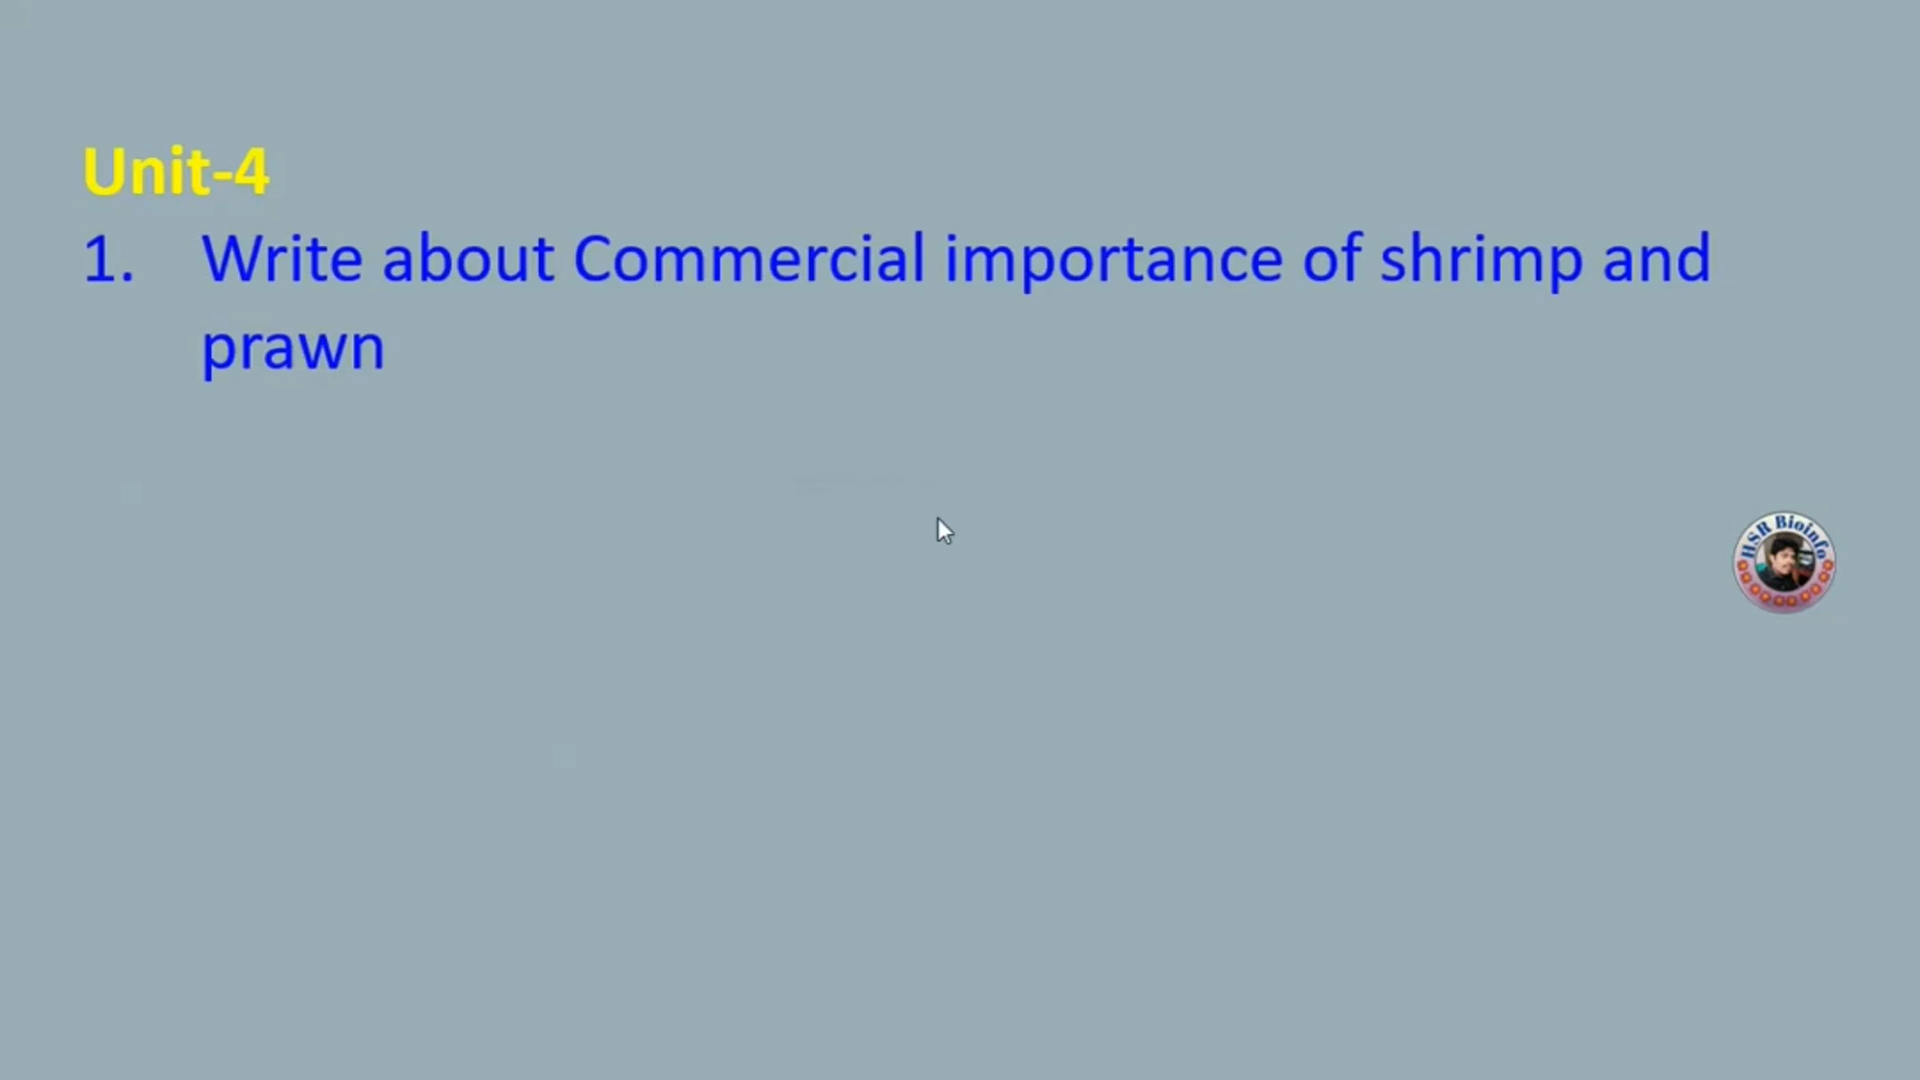 Unit-4
1. Write about Commercial importance of shrimp and
prawn
HSR Bioinfo